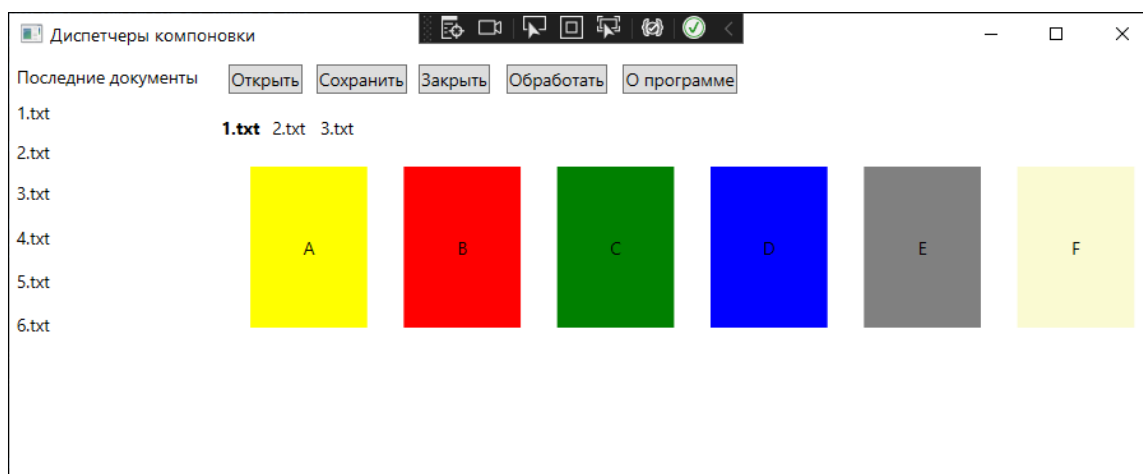 Диспетчеры компоновки
Последние документы
Открыть Сохранить Закрыть Обработать О программе
1.txt
1.txt 2.txt 3.txt
2.txt
3.txt
4.txt
5.txt
6.txt
A B C D E F